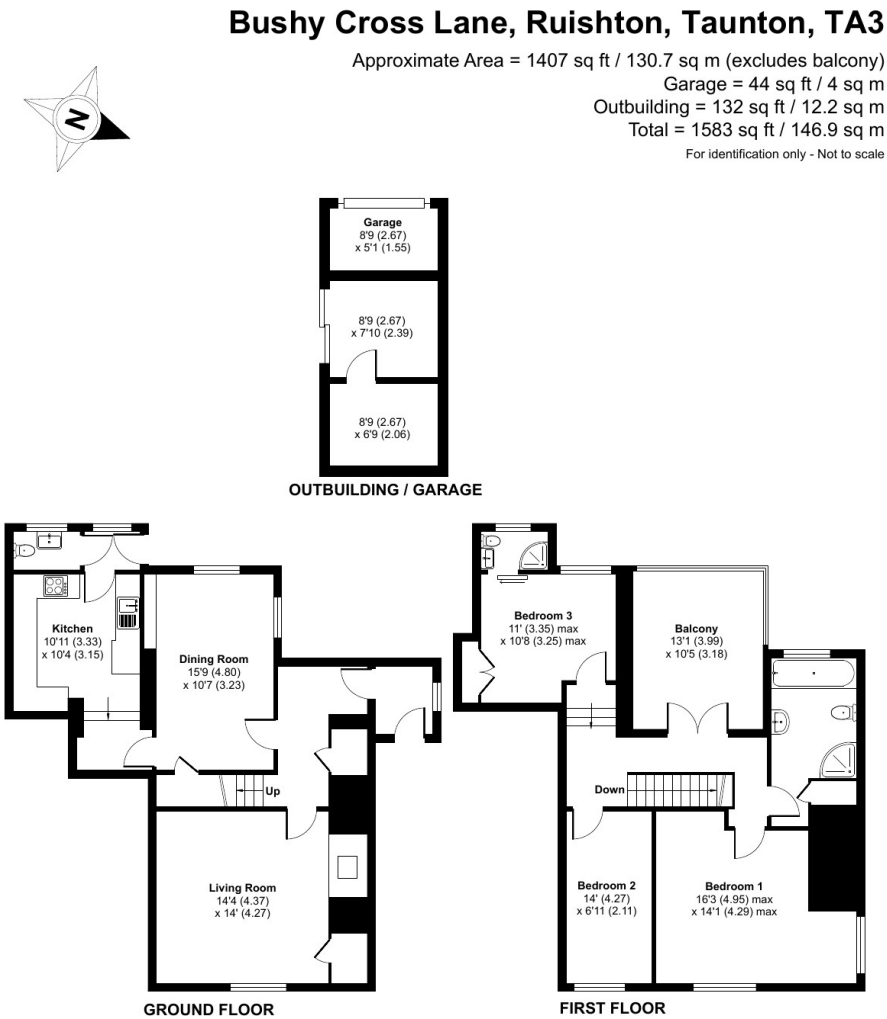 Bushy Cross Lane, Ruishton, Taunton, TA3
Approximate Area = 1407 sq ft / 130.7 sq m (excludes balcony)
Garage = 44 sq ft / 4 sq m
Outbuilding = 132 sq ft / 12.2 sq m
Total = 1583 sq ft / 146.9 sq m
For identification only - Not to scale
N
Garage
8'9 (2.67)
x 5'1 (1.55)
8'9 (2.67)
x 7'10 (2.39)
8'9 (2.67)
x 6'9 (2.06)
OUTBUILDING / GARAGE
Kitchen
10'11 (3.33)
x 10'4 (3.15)
Dining Room
15'9 (4.80)
x 10'7 (3.23)
Up
Living Room
14'4 (4.37)
x 14' (4.27)
GROUND FLOOR
Bedroom 3
11' (3.35) max
x 10'8 (3.25) max
Balcony
13'1 (3.99)
x 10'5 (3.18)
Down
Bedroom 2
14' (4.27)
x 6'11 (2.11)
Bedroom 1
16'3 (4.95) max
x 14'1 (4.29) max
FIRST FLOOR